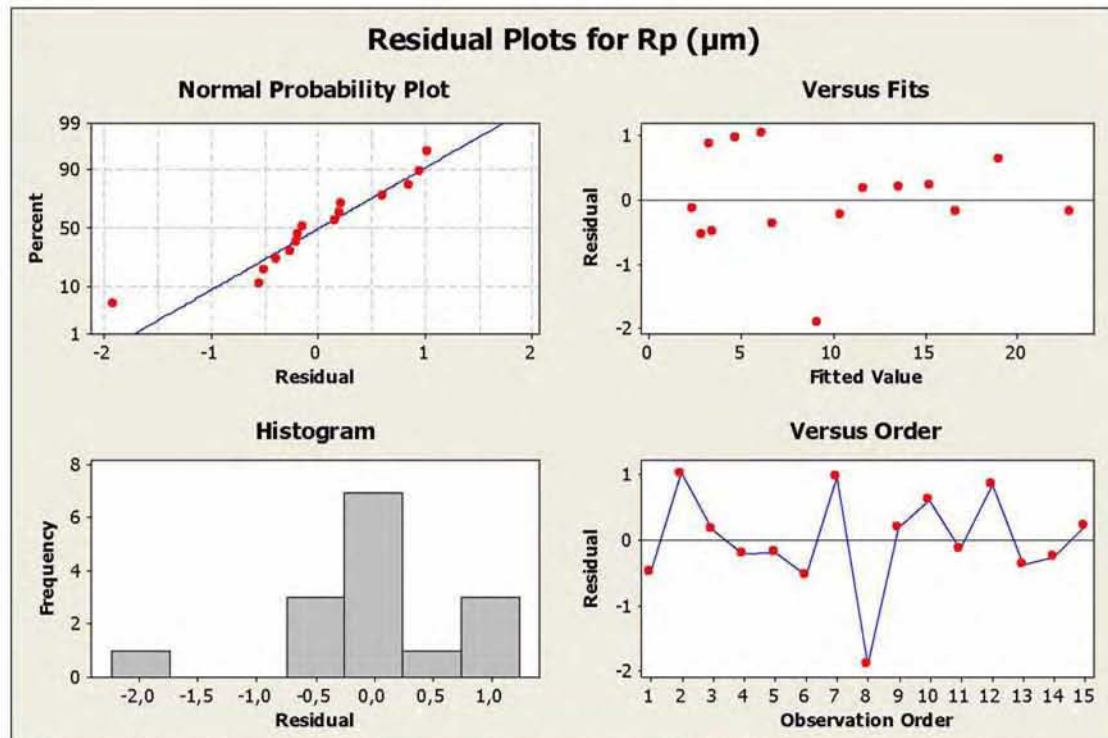 Residual Plots for Rp (µm)
Normal Probability Plot
99
90
50
10
1
Percent
-2 -1 0 1 2
Residual
Versus Fits
1
0
-1
-2
Residual
0 5 10 15 20
Fitted Value
Histogram
8
6
4
2
0
Frequency
-2,0 -1,5 -1,0 -0,5 0,0 0,5 1,0
Residual
Versus Order
1
0
-1
-2
Residual
1 2 3 4 5 6 7 8 9 10 11 12 13 14 15
Observation Order